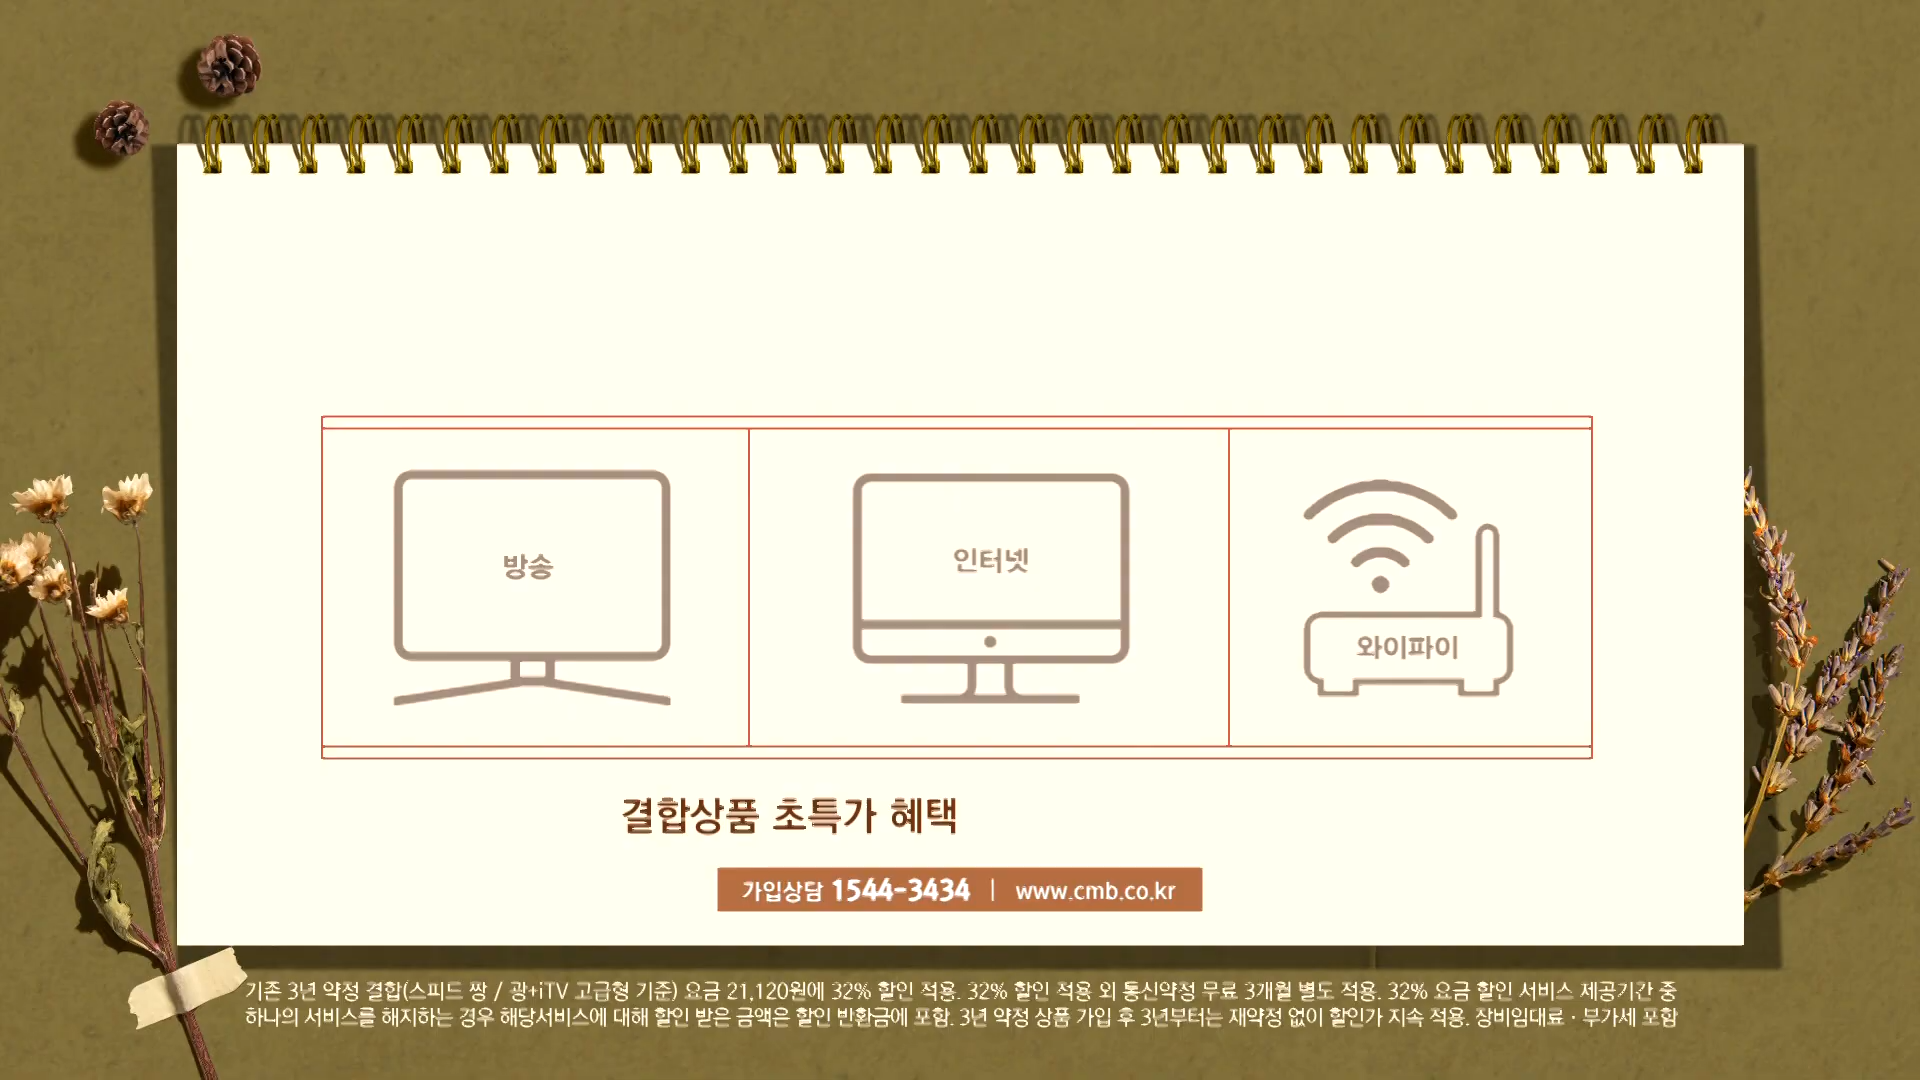 방송
인터넷
와이파이
결합상품 초특가 혜택
가입상담 1544-3434 | www.cmb.co.kr
기존 3년 약정 결합(스피드 짱 / 광+iTV 고급형 기준) 요금 21,120원에 32% 할인 적용. 32% 할인 적용 외 통신약정 무료 3개월 별도 적용. 32% 요금 할인 서비스 제공기간 중
하나의 서비스를 해지하는 경우 해당서비스에 대해 할인 받은 금액은 할인 반환금에 포함. 3년 약정 상품 가입 후 3년부터는 재약정 없이 할인가 지속 적용. 장비임대료 · 부가세 포함